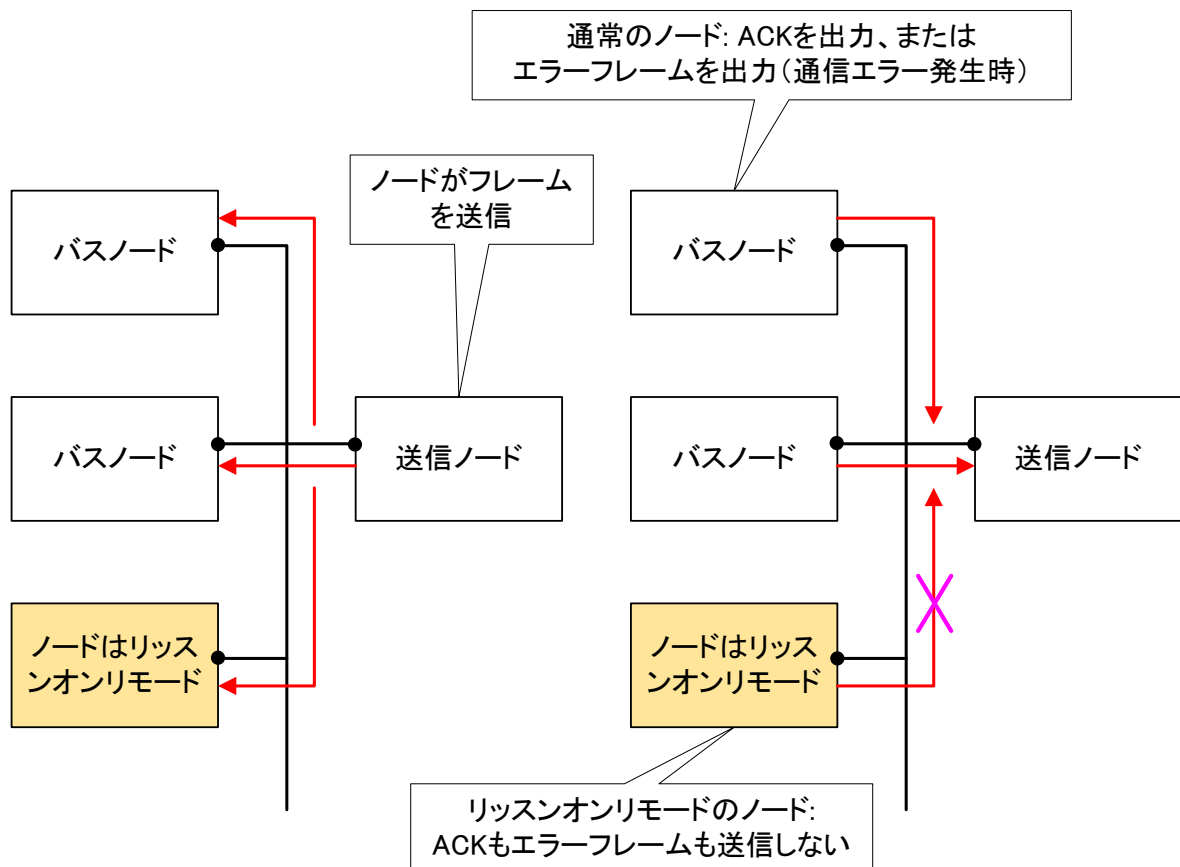 通常のノード: ACKを出力、または
エラーフレームを出力（通信エラー発生時）
ノードがフレーム
を送信
バスノード
バスノード
バスノード
送信ノード
バスノード
送信ノード
ノードはリッス
ンオンリモード
ノードはリッス
ンオンリモード
リッスンオンリモードのノード:
ACKもエラーフレームも送信しない